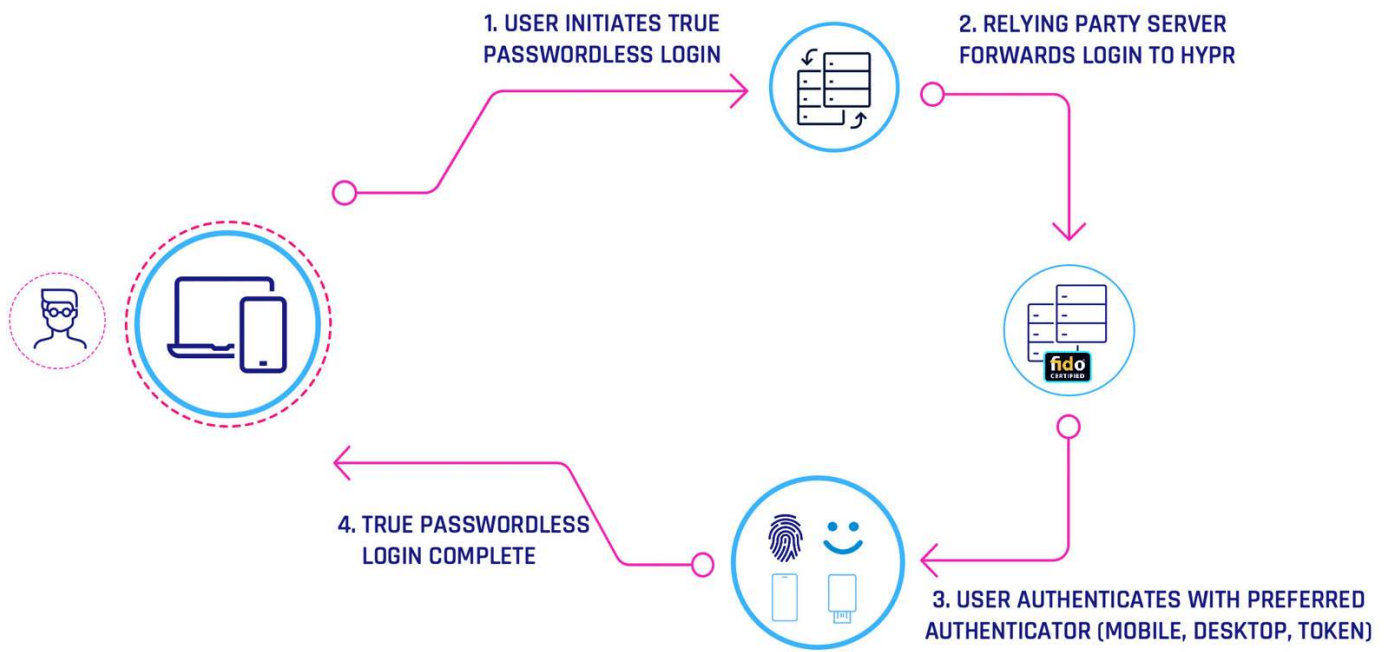 1. USER INITIATES TRUE
PASSWORDLESS LOGIN
2. RELYING PARTY SERVER
FORWARDS LOGIN TO HYPR
fido
CERTIFIED
3. USER AUTHENTICATES WITH PREFERRED
AUTHENTICATOR (MOBILE, DESKTOP, TOKEN)
4. TRUE PASSWORDLESS
LOGIN COMPLETE